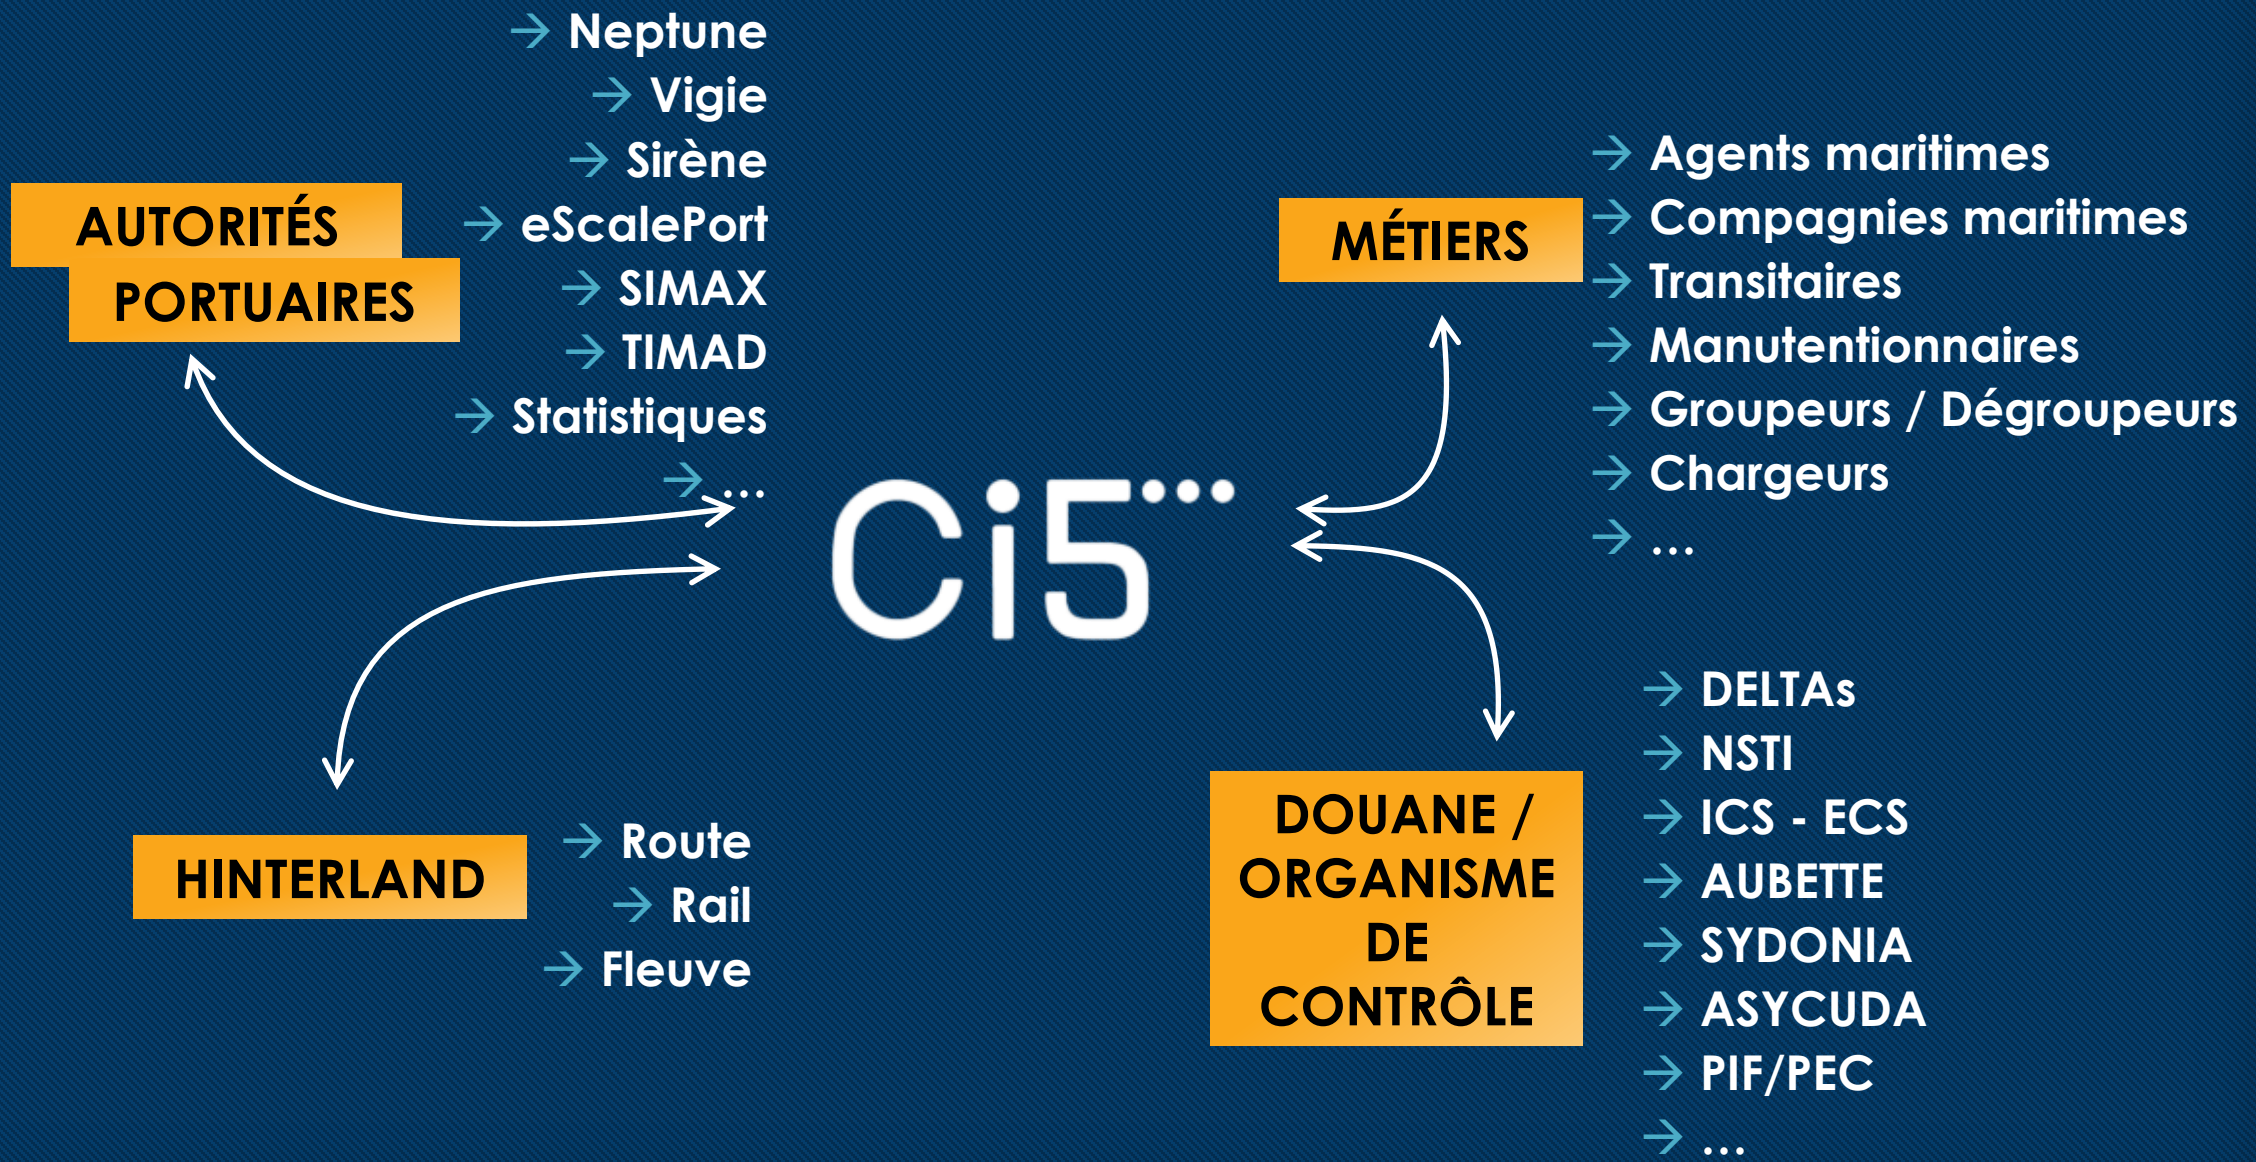 Neptune
Vigie
Sirène
eScalePort
SIMAX
TIMAD
Statistiques
...
AUTORITÉS
PORTUAIRES
MÉTIERS
Agents maritimes
Compagnies maritimes
Transitaires
Manutentionnaires
Groupeurs / Dégroupeurs
Chargeurs
...
Ci5
HINTERLAND
Route
Rail
Fleuve
DOUANE /
ORGANISME
DE
CONTRÔLE
DELTAs
NSTI
ICS - ECS
AUBETTE
SYDONIA
ASYCUDA
PIF/PEC
...